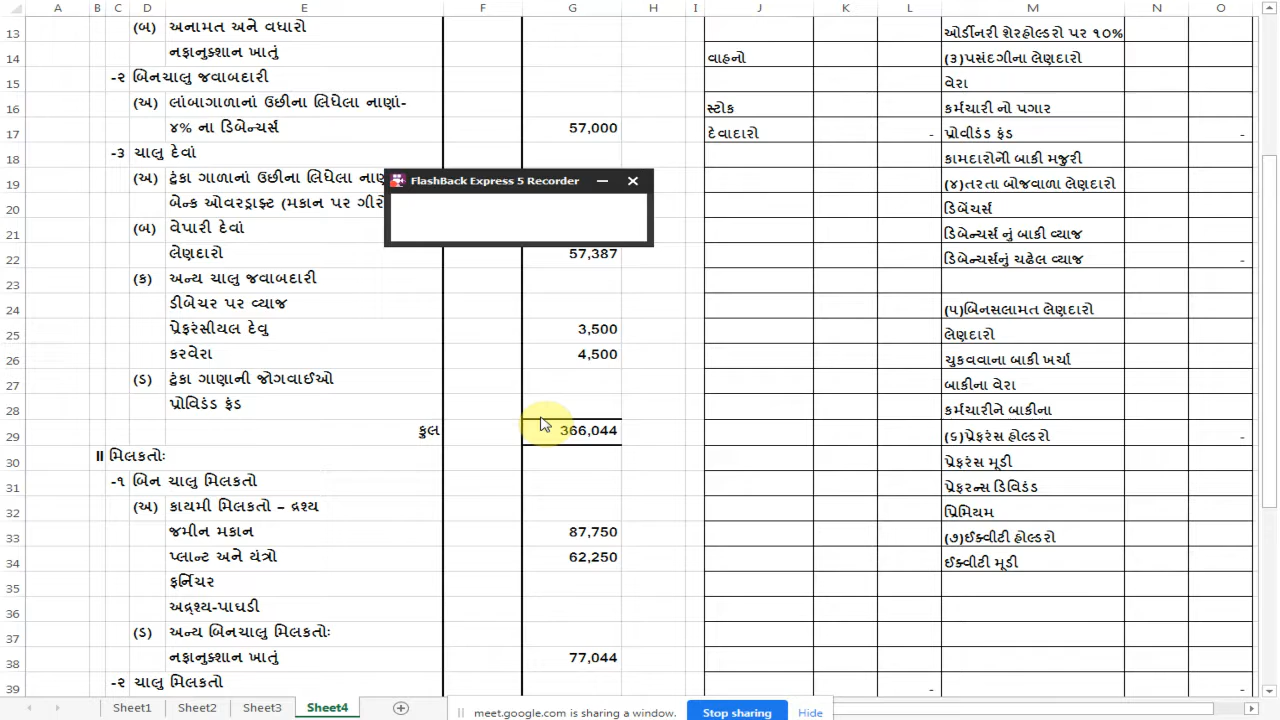 A B C D E F G H I J K L M N O
13 (બ) અનામત અને વધારો ઓર્ડીનરી શેરહોલ્ડરો પર ૧૦%
14 નફાનુક્શાન ખાતું વાહનો (૩)પસંદગીના લેણદારો
15 -૨ બિનચાલુ જવાબદારી વેરા
16 (અ) લાંબાગાળાનાં ઉછીના લિધેલા નાણાં- સ્ટોક કર્મચારી નો પગાર
17 ૪% ના ડિબેન્ચર્સ 57,000 દેવાદારો - પ્રોવીડંડ ફંડ -
18 -૩ ચાલુ દેવાં કામદારોની બાકી મજુરી
19 (અ) ટુંકા ગાળાનાં ઉછીના લિધેલા (૪)તરતા બોજવાળા લેણદારો
FlashBack Express 5 Recorder
20 બેન્ક ઓવરડ્રાફ્ટ (મકાન પર ડિબેંચર્સ
21 (બ) વેપારી દેવાં ડિબેન્ચર્સ નું બાકી વ્યાજ
22 લેણદારો 57,387 ડિબેન્ચર્સનું ચઢેલ વ્યાજ -
23 (ક) અન્ય ચાલુ જવાબદારી
24 ડીબેચર પર વ્યાજ (૫)બિનસલામત લેણદારો
25 પ્રેફરંસીયલ દેવુ 3,500 લેણદારો
26 કરવેરા 4,500 ચુકવવાના બાકી ખર્ચા
27 (ડ) ટુંકા ગાણાની જોગવાઈઓ બાકીના વેરા
28 પ્રોવિડંડ ફંડ કર્મચારીને બાકીના
29 કુલ 366,044 (૬)પ્રેફરંસ હોલ્ડરો -
30 II મિલકતોઃ પ્રેફરંસ મૂડી
31 -૧ બિન ચાલુ મિલકતો પ્રેફરન્સ ડિવિડંડ
32 (અ) કાયમી મિલકતો – દ્રશ્ય પ્રિમિયમ
33 જમીન મકાન 87,750 (૭)ઈક્વીટી હોલ્ડરો
34 પ્લાન્ટ અને યંત્રો 62,250 ઈક્વીટી મૂડી
35 ફર્નિચર
36 અદ્રશ્ય-પાઘડી
37 (ડ) અન્ય બિનચાલુ મિલકતોઃ
38 નફાનુક્શાન ખાતું 77,044
39 -૨ ચાલુ મિલકતો - -
Sheet1 Sheet2 Sheet3 Sheet4
meet.google.com is sharing a window. Stop sharing Hide